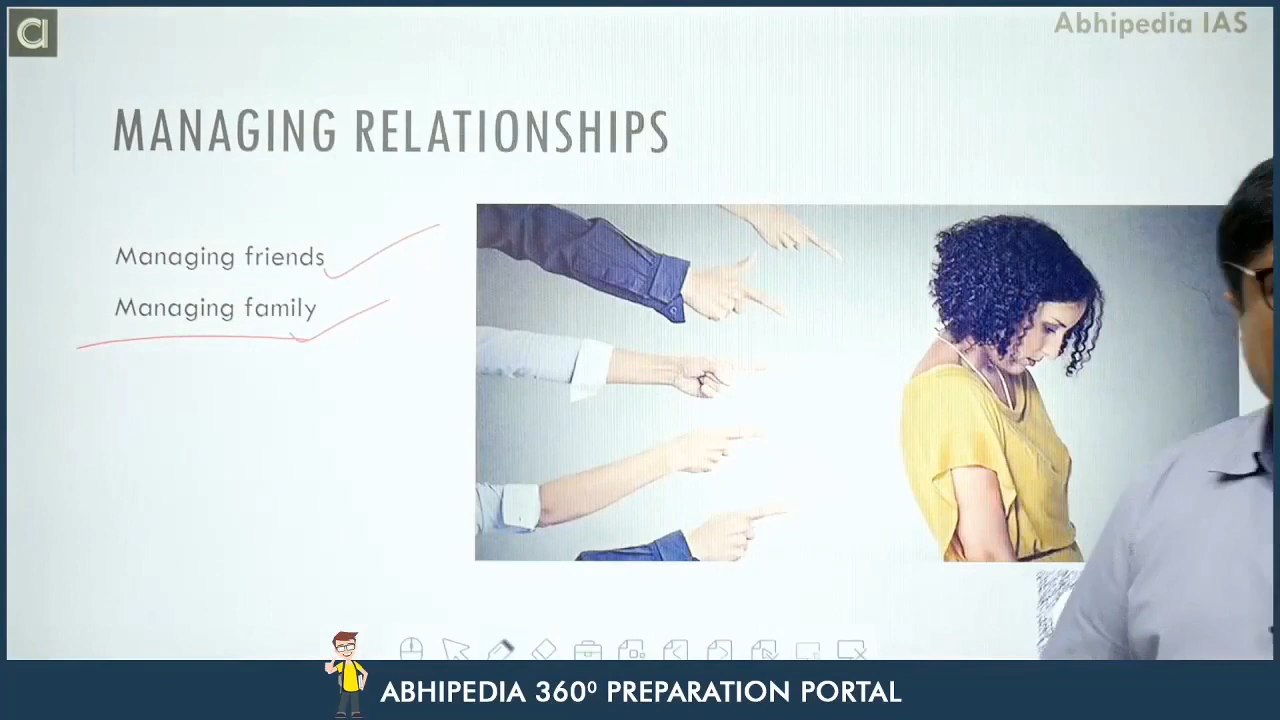 Abhipedia IAS
MANAGING RELATIONSHIPS
Managing friends
Managing family
ABHIPEDIA 360⁰ PREPARATION PORTAL